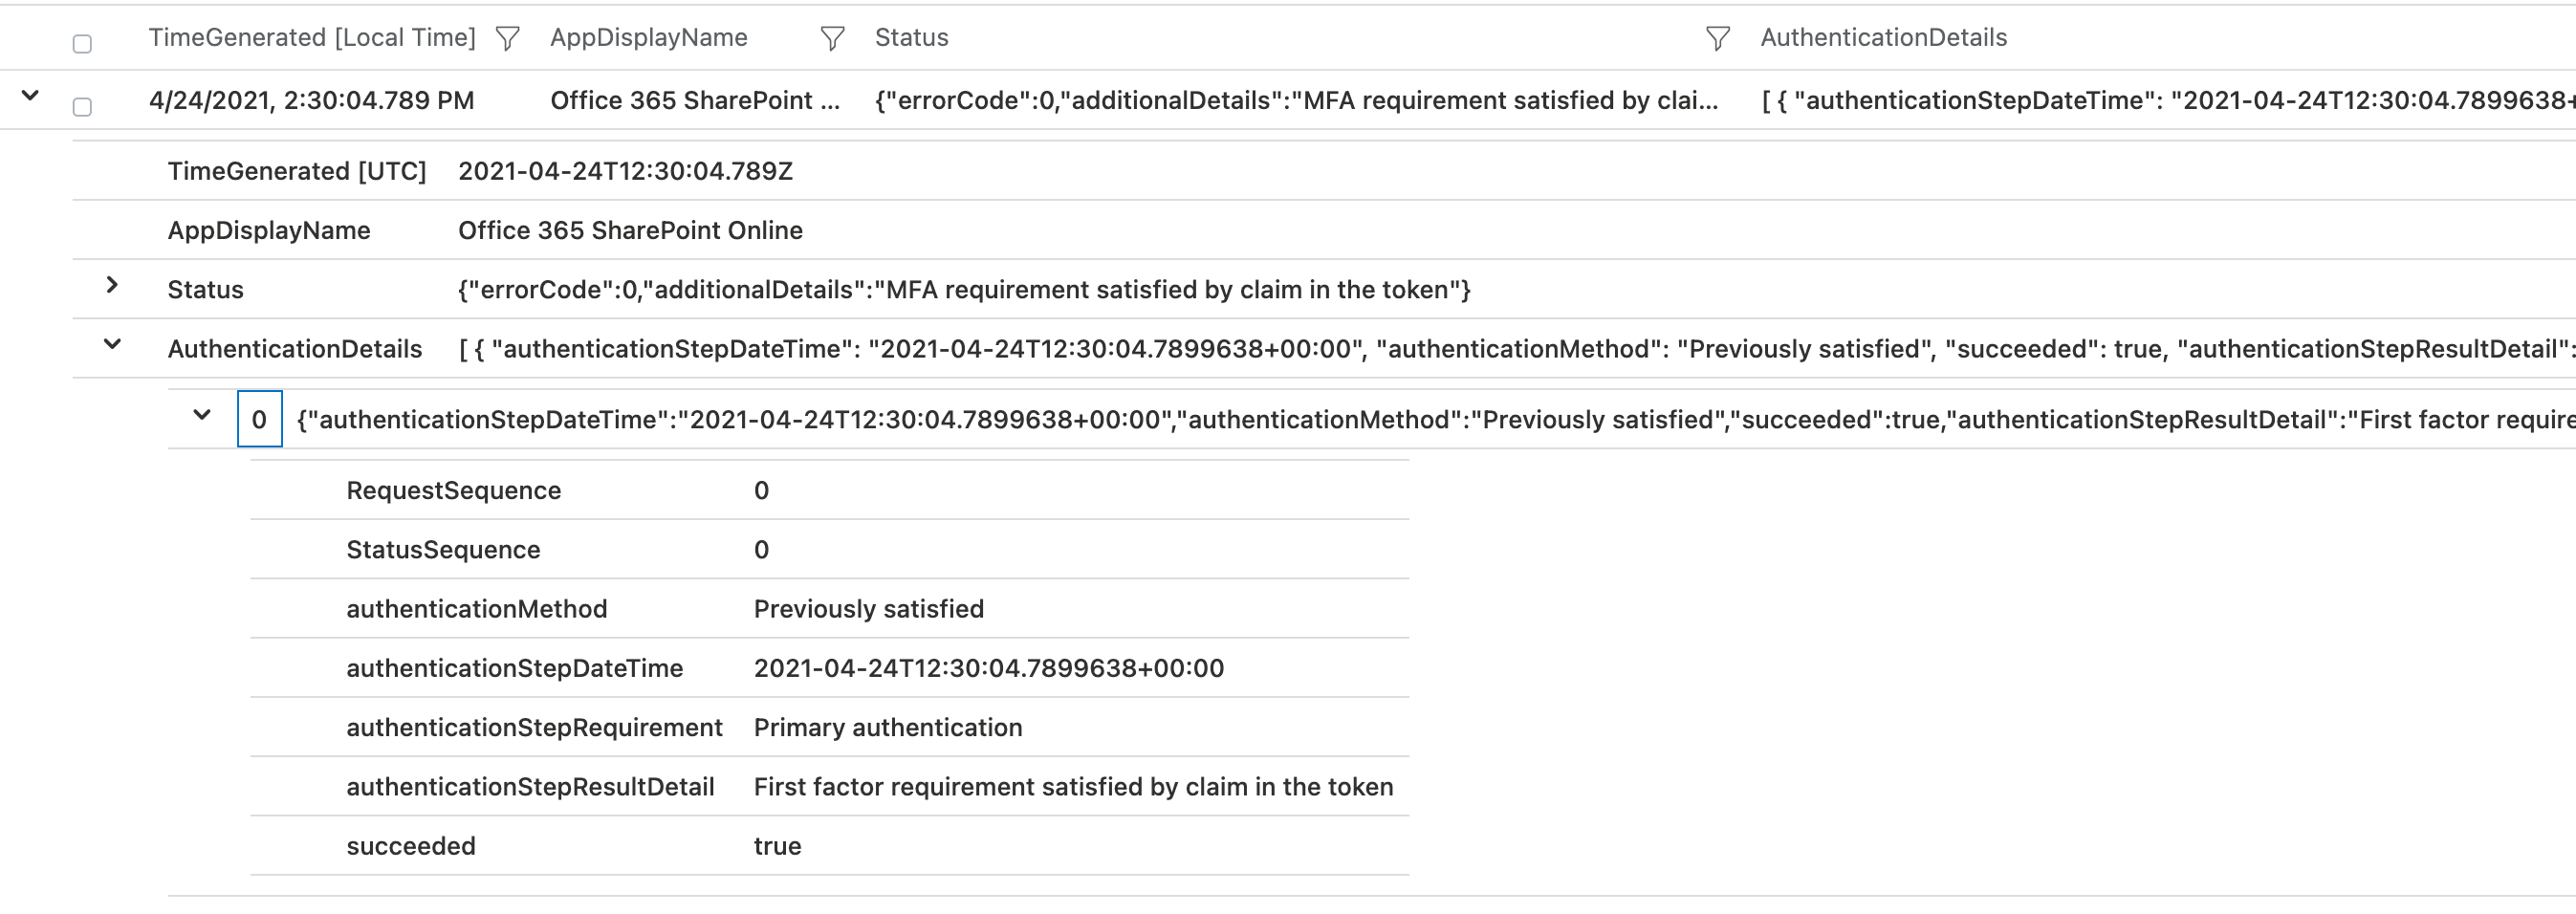 TimeGenerated [Local Time] AppDisplayName Status AuthenticationDetails
4/24/2021, 2:30:04.789 PM Office 365 SharePoint ... {"errorCode":0,"additionalDetails":"MFA requirement satisfied by clai... [ { "authenticationStepDateTime": "2021-04-24T12:30:04.7899638+
TimeGenerated [UTC] 2021-04-24T12:30:04.789Z
AppDisplayName Office 365 SharePoint Online
Status {"errorCode":0,"additionalDetails":"MFA requirement satisfied by claim in the token"}
AuthenticationDetails [ { "authenticationStepDateTime": "2021-04-24T12:30:04.7899638+00:00", "authenticationMethod": "Previously satisfied", "succeeded": true, "authenticationStepResultDetail":
0 {"authenticationStepDateTime":"2021-04-24T12:30:04.7899638+00:00","authenticationMethod":"Previously satisfied","succeeded":true,"authenticationStepResultDetail":"First factor require
RequestSequence 0
StatusSequence 0
authenticationMethod Previously satisfied
authenticationStepDateTime 2021-04-24T12:30:04.7899638+00:00
authenticationStepRequirement Primary authentication
authenticationStepResultDetail First factor requirement satisfied by claim in the token
succeeded true